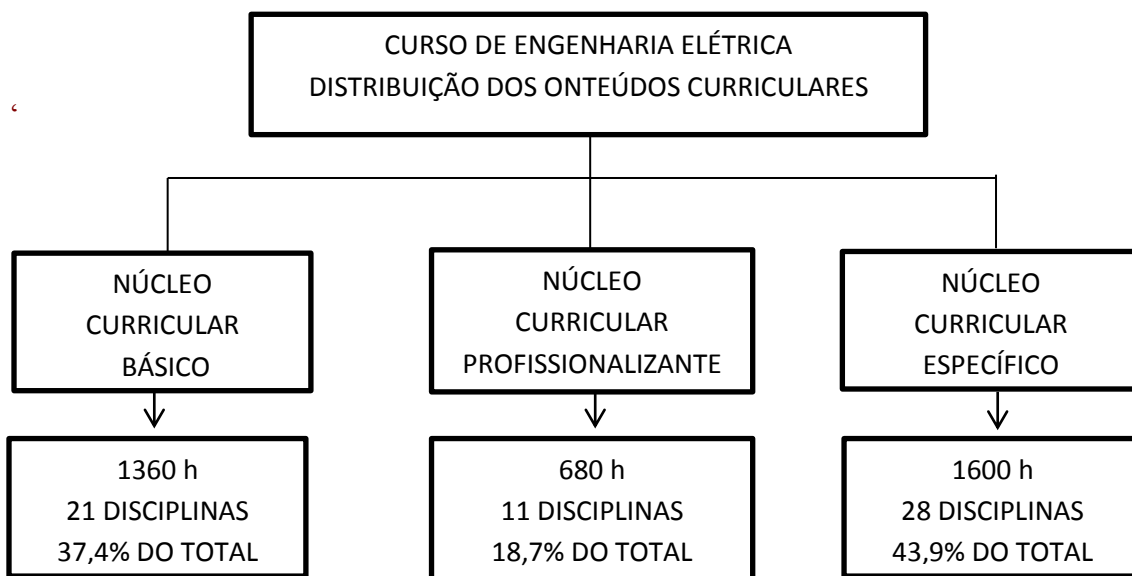 CURSO DE ENGENHARIA ELÉTRICA
DISTRIBUIÇÃO DOS ONTEÚDOS CURRICULARES
‘
NÚCLEO
CURRICULAR
BÁSICO
NÚCLEO
CURRICULAR
PROFISSIONALIZANTE
NÚCLEO
CURRICULAR
ESPECÍFICO
1360 h
21 DISCIPLINAS
37,4% DO TOTAL
680 h
11 DISCIPLINAS
18,7% DO TOTAL
1600 h
28 DISCIPLINAS
43,9% DO TOTAL